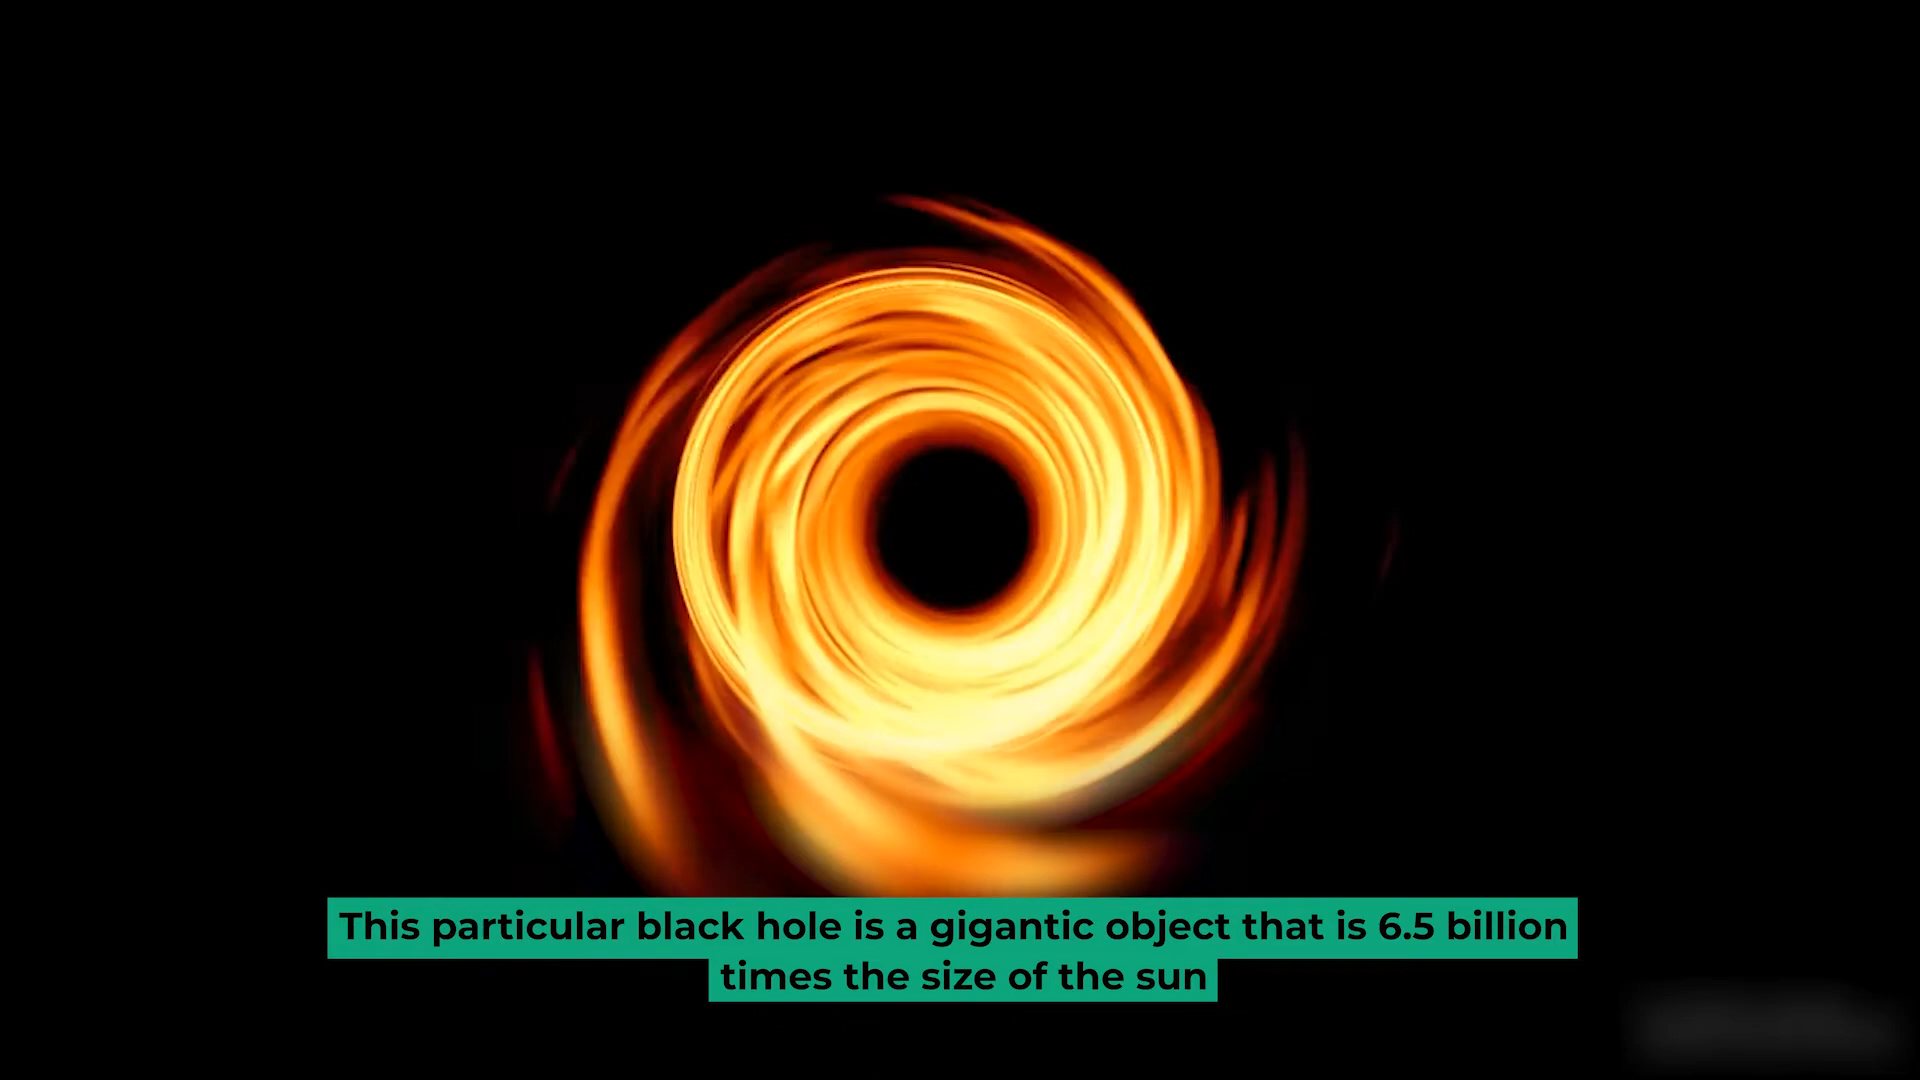 This particular black hole is a gigantic object that is 6.5 billion
times the size of the sun